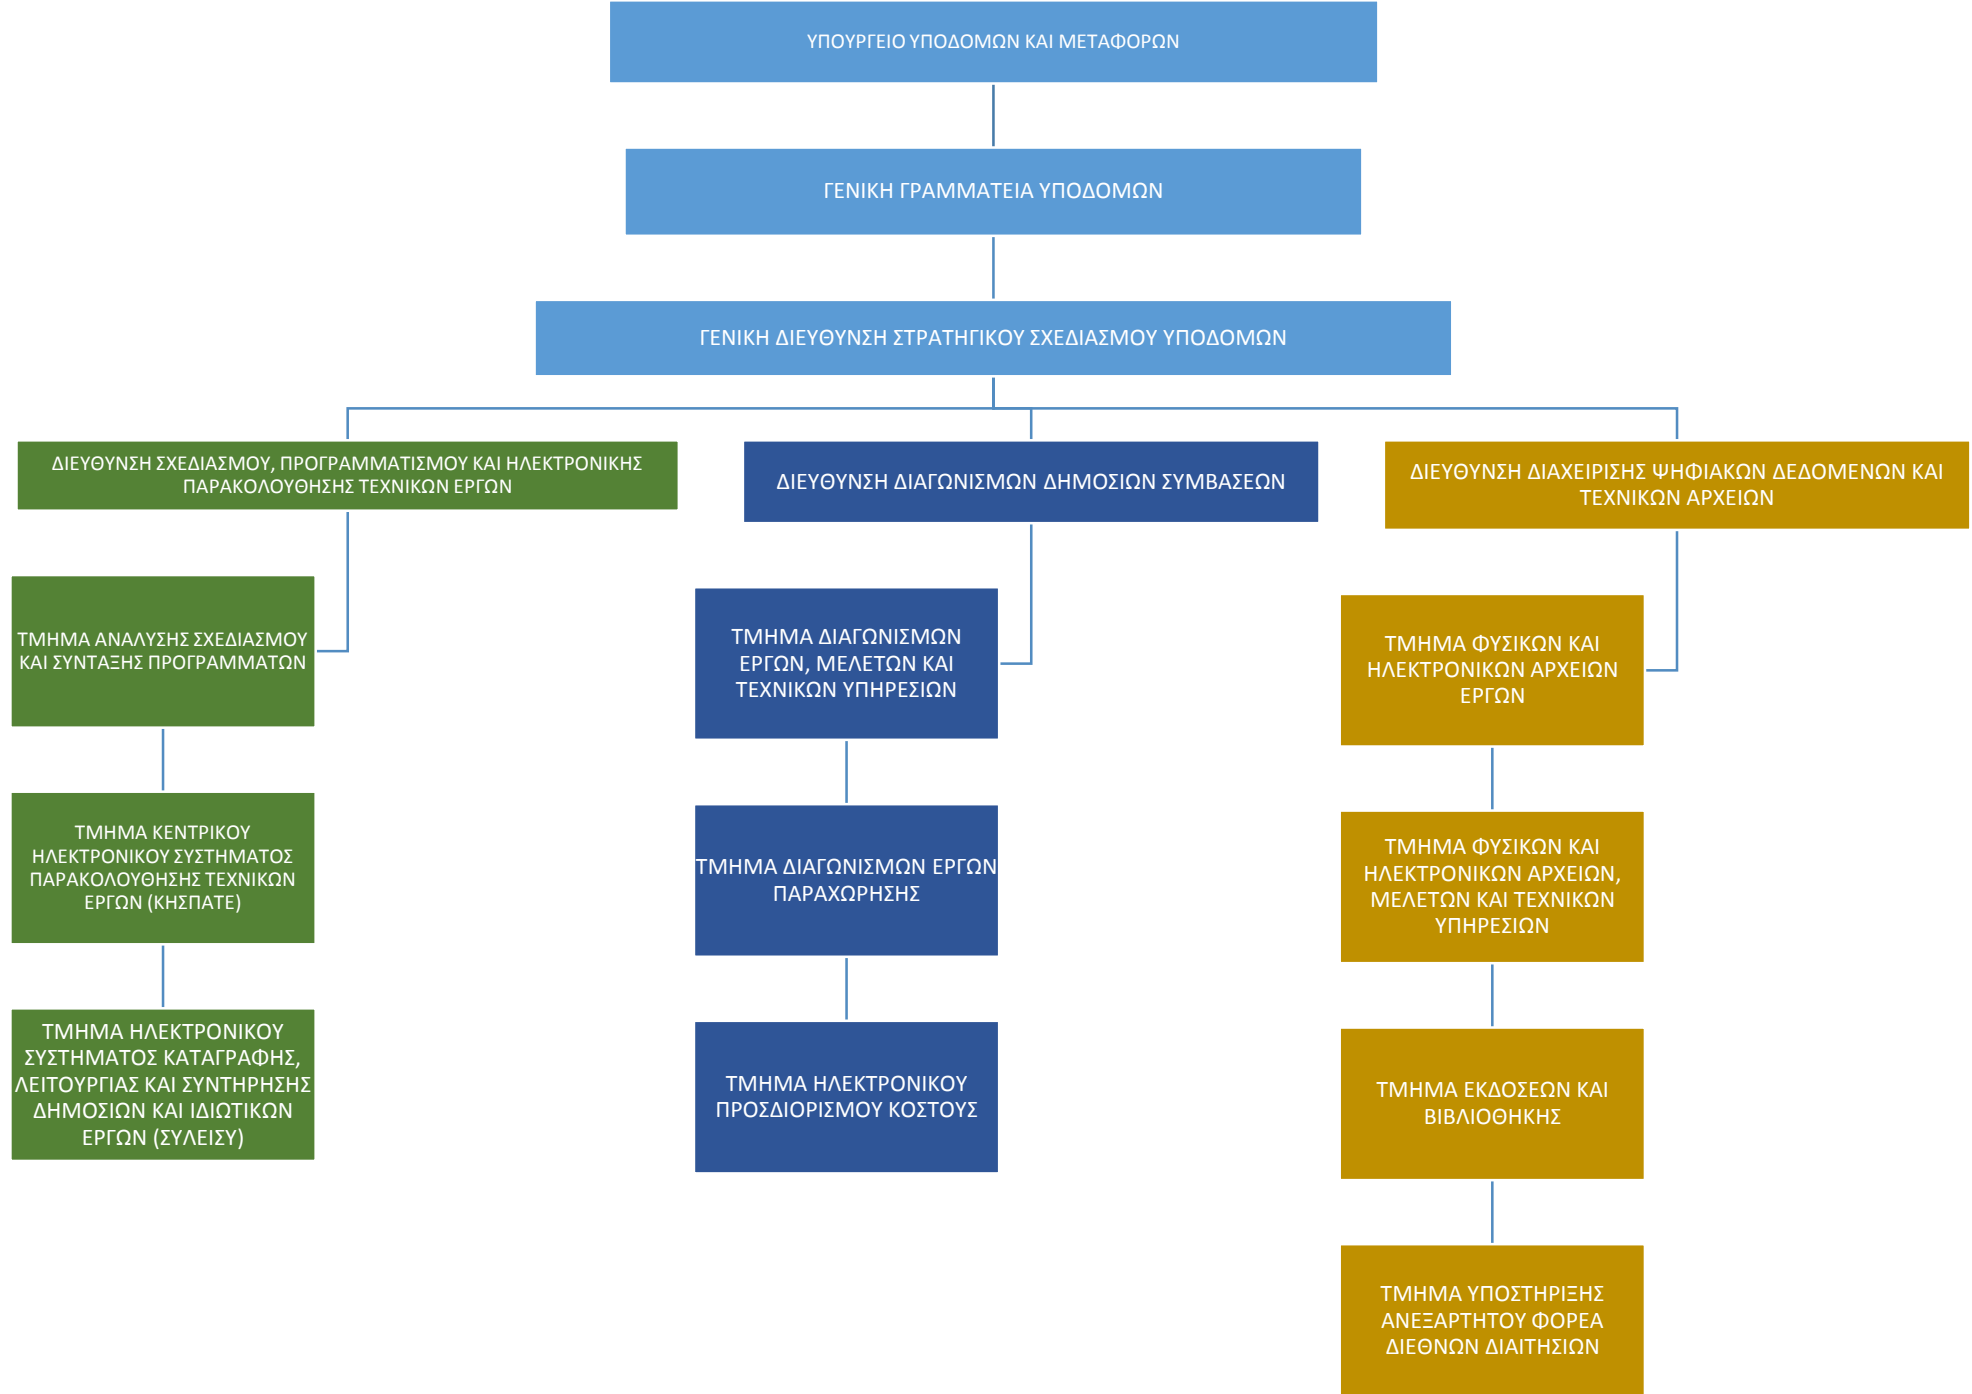 ΥΠΟΥΡΓΕΙΟ ΥΠΟΔΟΜΩΝ ΚΑΙ ΜΕΤΑΦΟΡΩΝ
ΓΕΝΙΚΗ ΓΡΑΜΜΑΤΕΙΑ ΥΠΟΔΟΜΩΝ
ΓΕΝΙΚΗ ΔΙΕΥΘΥΝΣΗ ΣΤΡΑΤΗΓΙΚΟΥ ΣΧΕΔΙΑΣΜΟΥ ΥΠΟΔΟΜΩΝ
ΔΙΕΥΘΥΝΣΗ ΣΧΕΔΙΑΣΜΟΥ, ΠΡΟΓΡΑΜΜΑΤΙΣΜΟΥ ΚΑΙ ΗΛΕΚΤΡΟΝΙΚΗΣ
ΠΑΡΑΚΟΛΟΥΘΗΣΗΣ ΤΕΧΝΙΚΩΝ ΕΡΓΩΝ
ΤΜΗΜΑ ΑΝΑΛΥΣΗΣ ΣΧΕΔΙΑΣΜΟΥ
ΚΑΙ ΣΥΝΤΑΞΗΣ ΠΡΟΓΡΑΜΜΑΤΩΝ
ΤΜΗΜΑ ΚΕΝΤΡΙΚΟΥ
ΗΛΕΚΤΡΟΝΙΚΟΥ ΣΥΣΤΗΜΑΤΟΣ
ΠΑΡΑΚΟΛΟΥΘΗΣΗΣ ΤΕΧΝΙΚΩΝ
ΕΡΓΩΝ (ΚΗΣΠΑΤΕ)
ΤΜΗΜΑ ΗΛΕΚΤΡΟΝΙΚΟΥ
ΣΥΣΤΗΜΑΤΟΣ ΚΑΤΑΓΡΑΦΗΣ,
ΛΕΙΤΟΥΡΓΙΑΣ ΚΑΙ ΣΥΝΤΗΡΗΣΗΣ
ΔΗΜΟΣΙΩΝ ΚΑΙ ΙΔΙΩΤΙΚΩΝ
ΕΡΓΩΝ (ΣΥΛΕΙΣΥ)
ΔΙΕΥΘΥΝΣΗ ΔΙΑΓΩΝΙΣΜΩΝ ΔΗΜΟΣΙΩΝ ΣΥΜΒΑΣΕΩΝ
ΤΜΗΜΑ ΔΙΑΓΩΝΙΣΜΩΝ
ΕΡΓΩΝ, ΜΕΛΕΤΩΝ ΚΑΙ
ΤΕΧΝΙΚΩΝ ΥΠΗΡΕΣΙΩΝ
ΤΜΗΜΑ ΔΙΑΓΩΝΙΣΜΩΝ ΕΡΓΩΝ
ΠΑΡΑΧΩΡΗΣΗΣ
ΤΜΗΜΑ ΗΛΕΚΤΡΟΝΙΚΟΥ
ΠΡΟΣΔΙΟΡΙΣΜΟΥ ΚΟΣΤΟΥΣ
ΔΙΕΥΘΥΝΣΗ ΔΙΑΧΕΙΡΙΣΗΣ ΨΗΦΙΑΚΩΝ ΔΕΔΟΜΕΝΩΝ ΚΑΙ
ΤΕΧΝΙΚΩΝ ΑΡΧΕΙΩΝ
ΤΜΗΜΑ ΦΥΣΙΚΩΝ ΚΑΙ
ΗΛΕΚΤΡΟΝΙΚΩΝ ΑΡΧΕΙΩΝ
ΕΡΓΩΝ
ΤΜΗΜΑ ΦΥΣΙΚΩΝ ΚΑΙ
ΗΛΕΚΤΡΟΝΙΚΩΝ ΑΡΧΕΙΩΝ,
ΜΕΛΕΤΩΝ ΚΑΙ ΤΕΧΝΙΚΩΝ
ΥΠΗΡΕΣΙΩΝ
ΤΜΗΜΑ ΕΚΔΟΣΕΩΝ ΚΑΙ
ΒΙΒΛΙΟΘΗΚΗΣ
ΤΜΗΜΑ ΥΠΟΣΤΗΡΙΞΗΣ
ΑΝΕΞΑΡΤΗΤΟΥ ΦΟΡΕΑ
ΔΙΕΘΝΩΝ ΔΙΑΙΤΗΣΙΩΝ